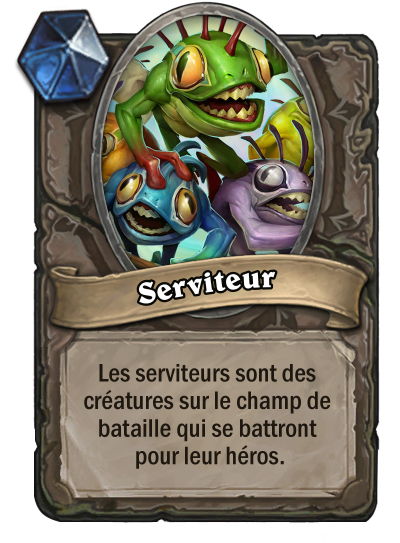 Serviteur
Les serviteurs sont des
créatures sur le champ de
bataille qui se battront
pour leur héros.